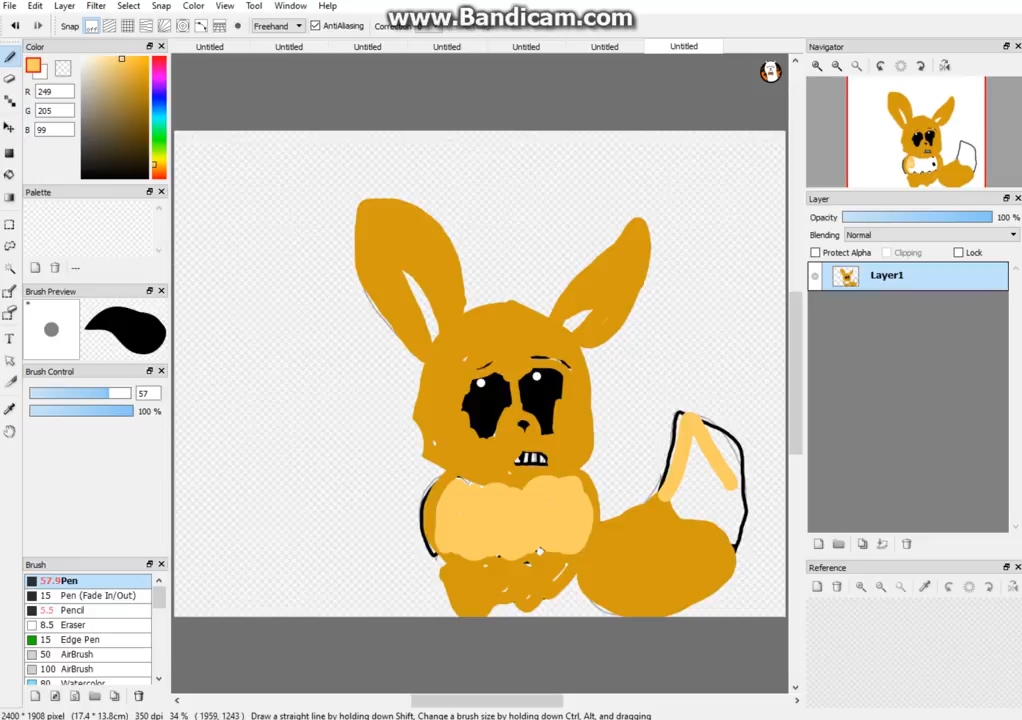 www.Bandicam.com
File Edit Layer Filter Select Snap Color View Tool Window Help
Snap off Freehand AntiAliasing Correction
Untitled Untitled Untitled Untitled Untitled Untitled Untitled
Color
R 249
G 205
B 99
Palette
---
Brush Preview
Brush Control
57
100 %
Brush
57.9 Pen
15 Pen (Fade In/Out)
5.5 Pencil
8.5 Eraser
15 Edge Pen
50 AirBrush
100 AirBrush
80 Watercolor
Navigator
Layer
Opacity 100 %
Blending Normal
Protect Alpha Clipping Lock
Layer1
Reference
2400 * 1908 pixel (17.4 * 13.8cm) 350 dpi 34 % ( 1959, 1243 ) Draw a straight line by holding down Shift, Change a brush size by holding down Ctrl, Alt, and dragging